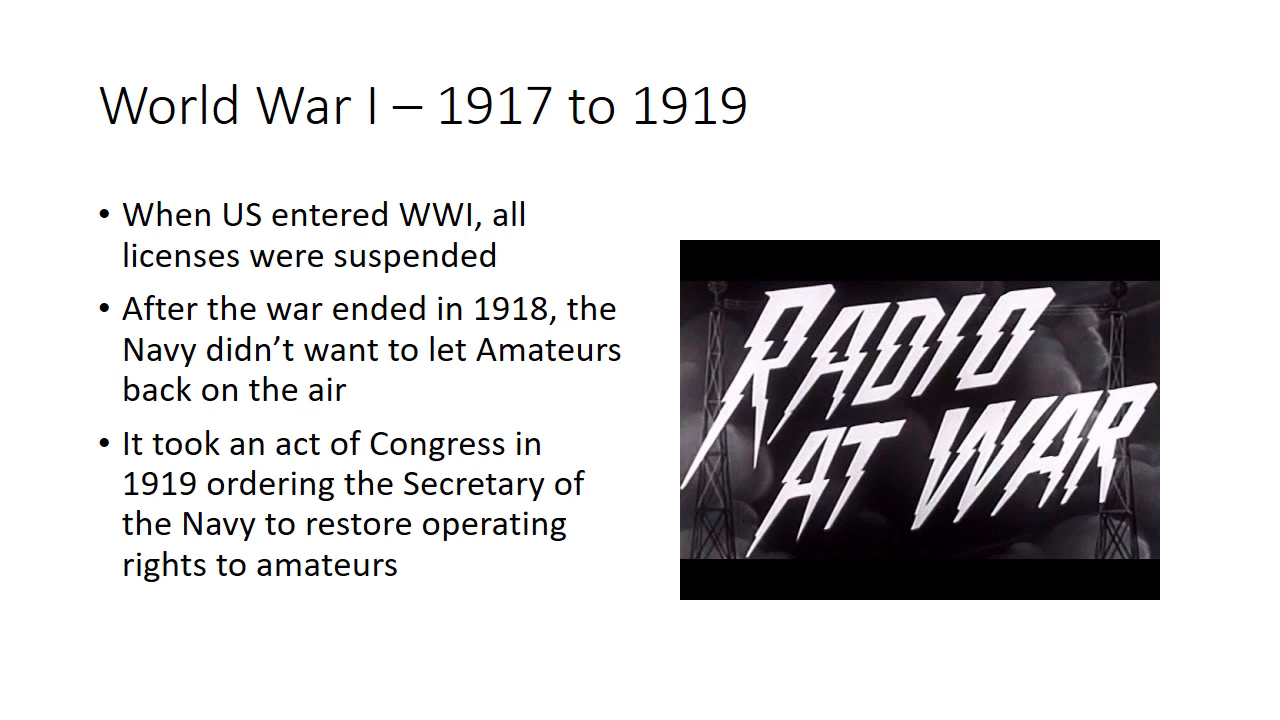 World War I – 1917 to 1919
• When US entered WWI, all
licenses were suspended
• After the war ended in 1918, the
Navy didn’t want to let Amateurs
back on the air
• It took an act of Congress in
1919 ordering the Secretary of
the Navy to restore operating
rights to amateurs
RADIO
AT WAR